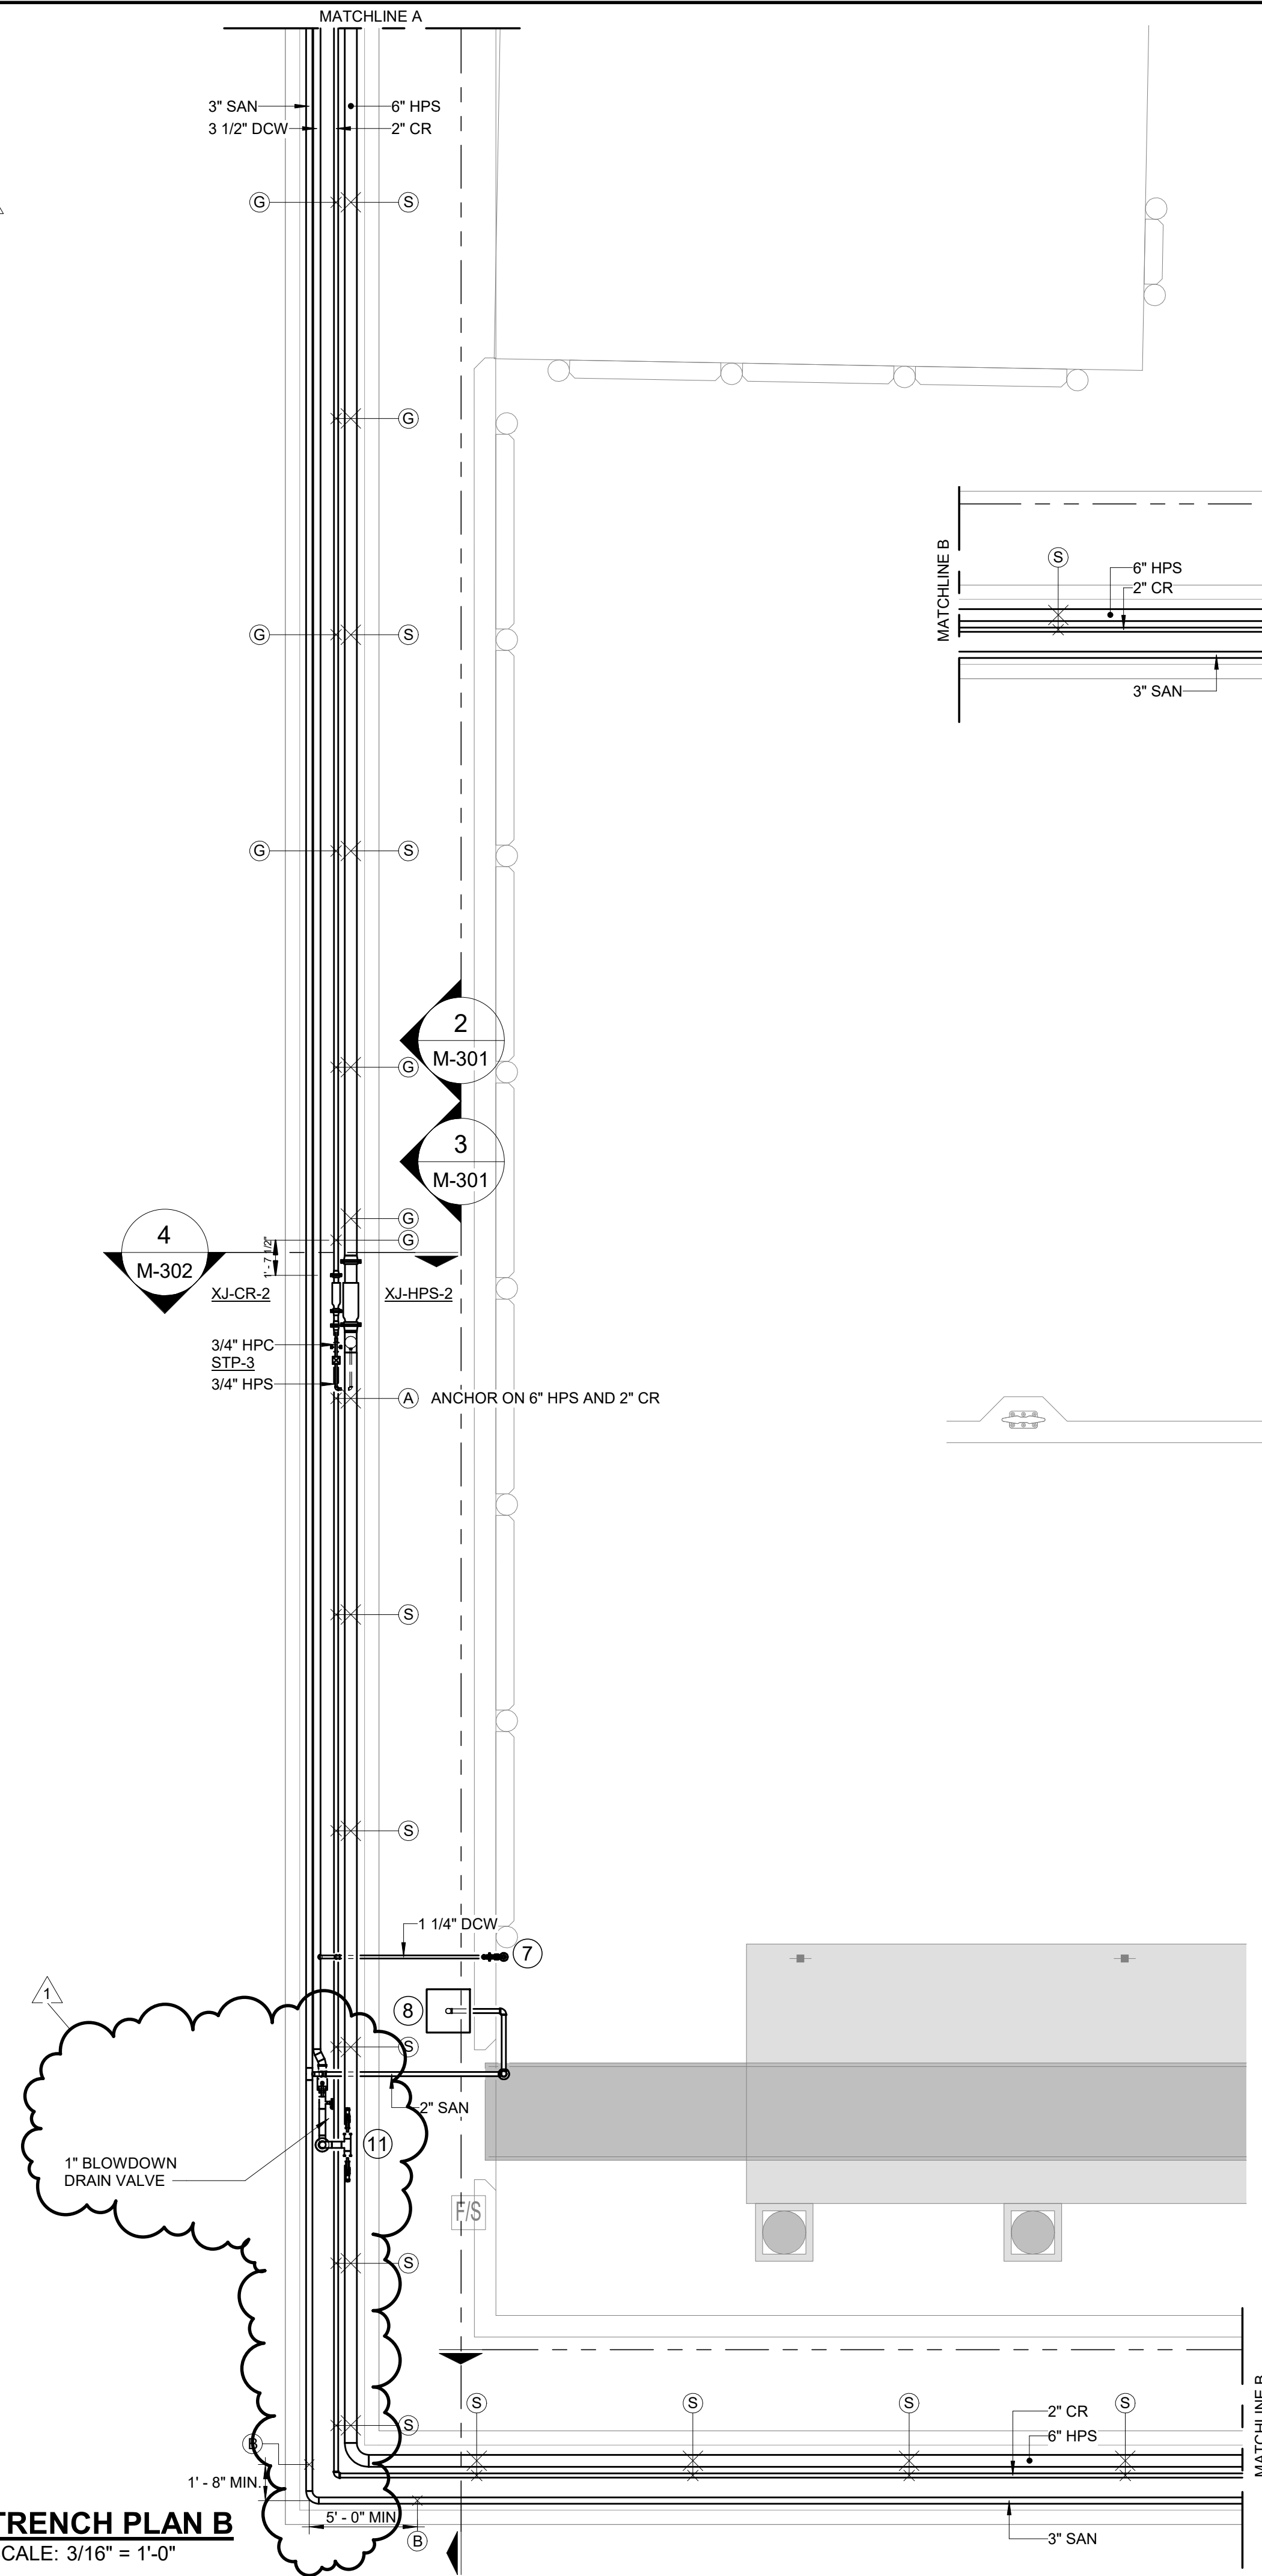 MATCHLINE A
3" SAN
6" HPS
3 1/2" DCW
2" CR
G
S
G
MATCHLINE B
S
6" HPS
2" CR
3" SAN
G
S
G
S
2
M-301
G
3
M-301
4
M-302
G
G
1' - 7 1/2"
XJ-CR-2
XJ-HPS-2
3/4" HPC
STP-3
3/4" HPS
A
ANCHOR ON 6" HPS AND 2" CR
S
S
1 1/4" DCW
7
1
8
S
2" SAN
11
1" BLOWDOWN
DRAIN VALVE
F/S
S
S
S
S
S
S
2" CR
6" HPS
MATCHLINE B
B
1' - 8" MIN.
5' - 0" MIN
B
3" SAN
TRENCH PLAN B
CALE: 3/16" = 1'-0"